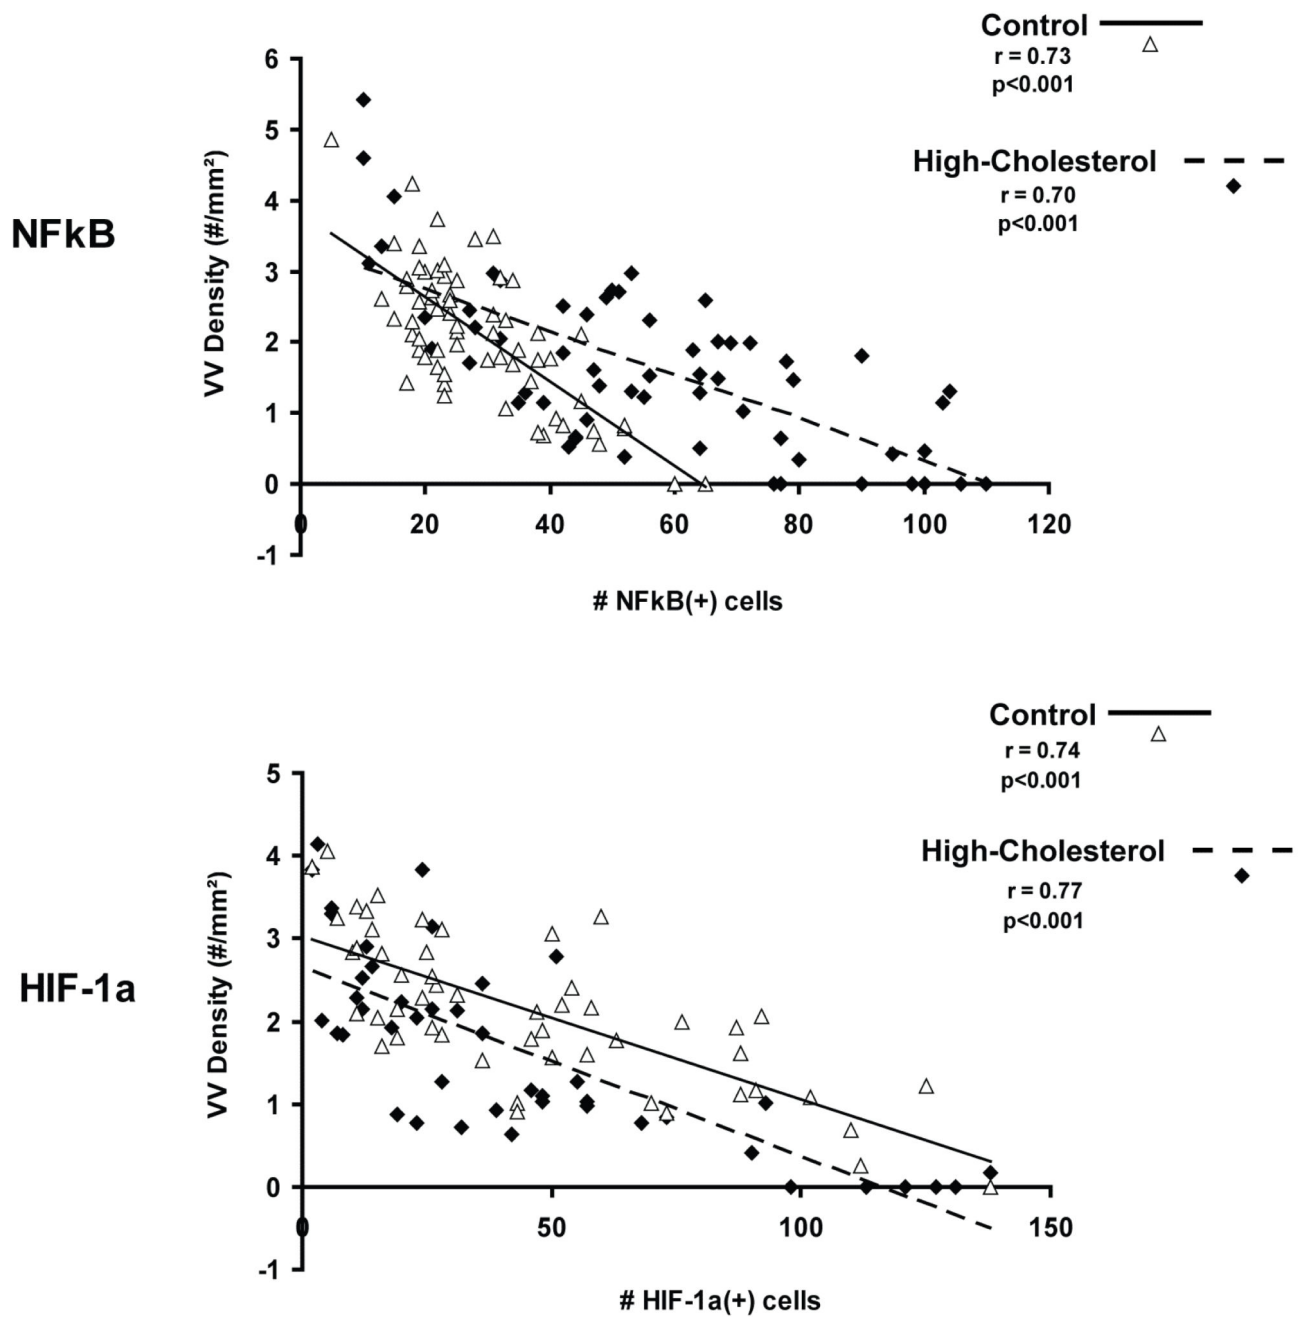 Control
r = 0.73
p<0.001
High-Cholesterol
r = 0.70
p<0.001
NFkB
VV Density (#/mm²)
6
5
4
3
2
1
0
-1
0 20 40 60 80 100 120
# NFkB(+) cells
Control
r = 0.74
p<0.001
High-Cholesterol
r = 0.77
p<0.001
HIF-1a
VV Density (#/mm²)
5
4
3
2
1
0
-1
0 50 100 150
# HIF-1a(+) cells